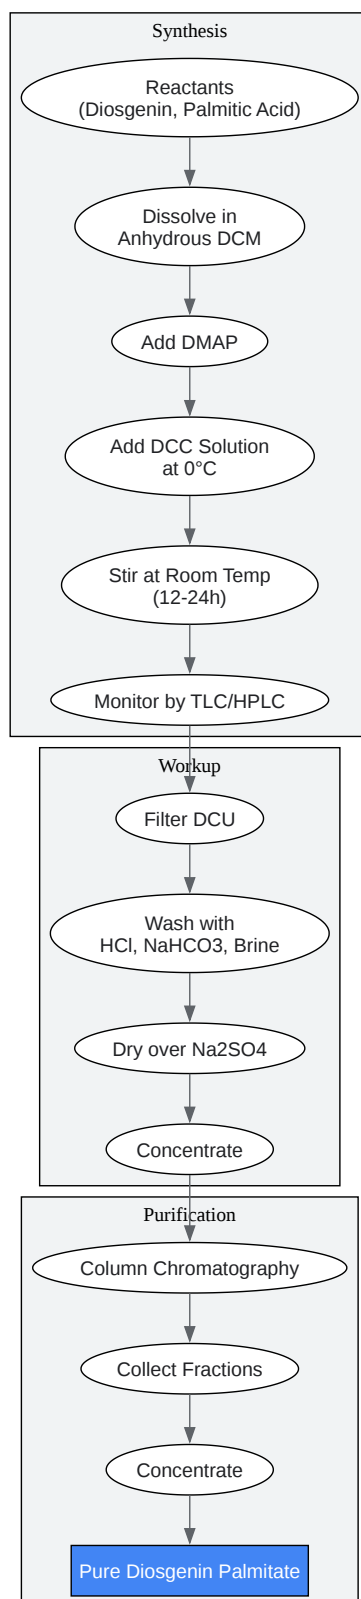 Synthesis
Reactants
(Diosgenin, Palmitic Acid)
Dissolve in
Anhydrous DCM
Add DMAP
Add DCC Solution
at 0°C
Stir at Room Temp
(12-24h)
Monitor by TLC/HPLC
Workup
Filter DCU
Wash with
HCl, NaHCO3, Brine
Dry over Na2SO4
Concentrate
Purification
Column Chromatography
Collect Fractions
Concentrate
Pure Diosgenin Palmitate